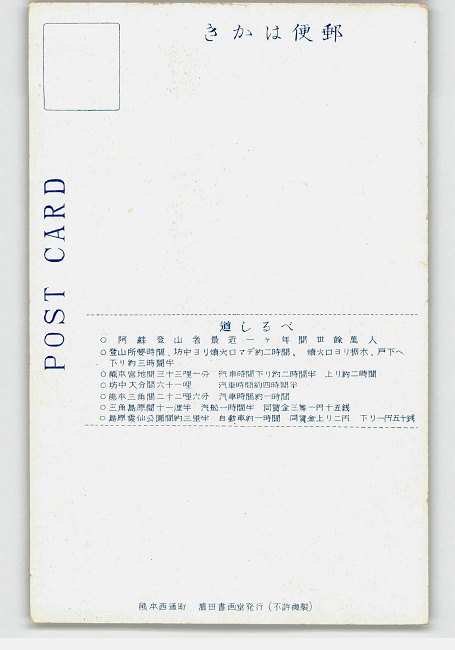 きかは便郵
POST CARD
道しるべ
○阿蘇登山者最近一ヶ年間世餘萬人
○登山所要時間、坊中ヨリ噴火口マデ約二時間、噴火口ヨリ栃木、戸下へ
下り約三時間半
○熊本宮地間三十三哩一分 汽車時間下り約二時間半 上り約二時間
○坊中大分間六十一哩 汽車時間約四時間半
○熊本三角間二十二哩六分 汽車時間約一時間
○三角島原間十一浬半 汽船一時間半 同賃金三等一円十五銭
○島原雲仙公園間約三里半 自動車約一時間 同賃金上り二円 下り一円五十銭
熊本西通町 濱田書画堂発行(不許複製)